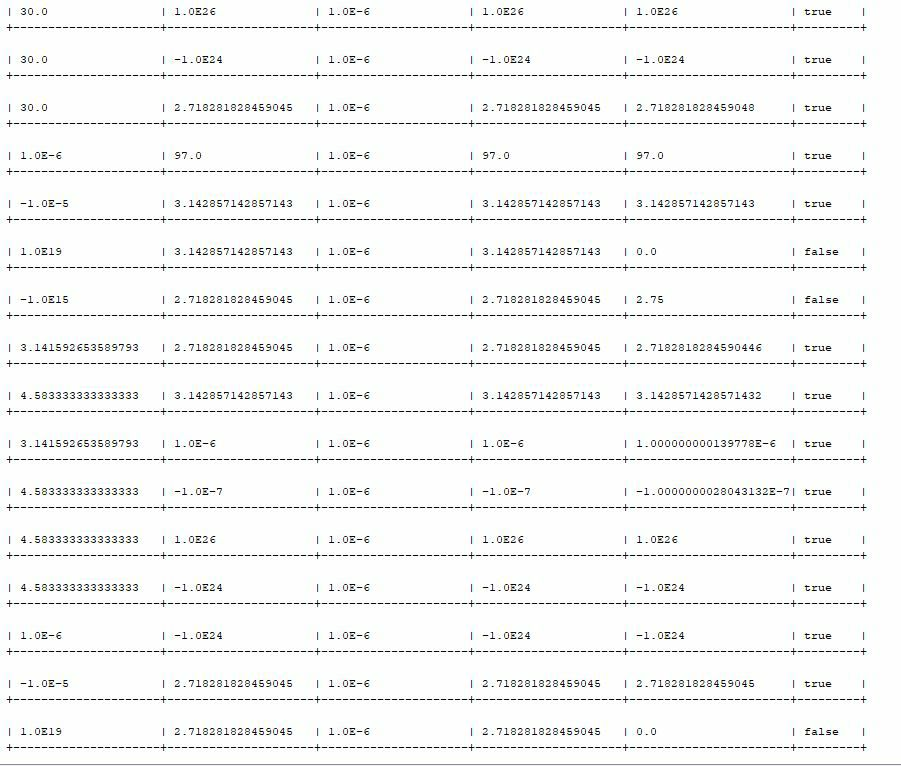 | 30.0 | 1.0E26 | 1.0E-6 | 1.0E26 | 1.0E26 | true |
+--------------------+--------------------+--------------------+--------------------+---------------------+--------+
| 30.0 | -1.0E24 | 1.0E-6 | -1.0E24 | -1.0E24 | true |
+--------------------+--------------------+--------------------+--------------------+---------------------+--------+
| 30.0 | 2.718281828459045 | 1.0E-6 | 2.718281828459045 | 2.718281828459048 | true |
+--------------------+--------------------+--------------------+--------------------+---------------------+--------+
| 1.0E-6 | 97.0 | 1.0E-6 | 97.0 | 97.0 | true |
+--------------------+--------------------+--------------------+--------------------+---------------------+--------+
| -1.0E-5 | 3.142857142857143 | 1.0E-6 | 3.142857142857143 | 3.142857142857143 | true |
+--------------------+--------------------+--------------------+--------------------+---------------------+--------+
| 1.0E19 | 3.142857142857143 | 1.0E-6 | 3.142857142857143 | 0.0 | false |
+--------------------+--------------------+--------------------+--------------------+---------------------+--------+
| -1.0E15 | 2.718281828459045 | 1.0E-6 | 2.718281828459045 | 2.75 | false |
+--------------------+--------------------+--------------------+--------------------+---------------------+--------+
| 3.141592653589793 | 2.718281828459045 | 1.0E-6 | 2.718281828459045 | 2.7182818284590446 | true |
+--------------------+--------------------+--------------------+--------------------+---------------------+--------+
| 4.583333333333333 | 3.142857142857143 | 1.0E-6 | 3.142857142857143 | 3.1428571428571432 | true |
+--------------------+--------------------+--------------------+--------------------+---------------------+--------+
| 3.141592653589793 | 1.0E-6 | 1.0E-6 | 1.0E-6 | 1.000000000139778E-6 | true |
+--------------------+--------------------+--------------------+--------------------+---------------------+--------+
| 4.583333333333333 | -1.0E-7 | 1.0E-6 | -1.0E-7 | -1.0000000028043132E-7| true |
+--------------------+--------------------+--------------------+--------------------+---------------------+--------+
| 4.583333333333333 | 1.0E26 | 1.0E-6 | 1.0E26 | 1.0E26 | true |
+--------------------+--------------------+--------------------+--------------------+---------------------+--------+
| 4.583333333333333 | -1.0E24 | 1.0E-6 | -1.0E24 | -1.0E24 | true |
+--------------------+--------------------+--------------------+--------------------+---------------------+--------+
| 1.0E-6 | -1.0E24 | 1.0E-6 | -1.0E24 | -1.0E24 | true |
+--------------------+--------------------+--------------------+--------------------+---------------------+--------+
| -1.0E-5 | 2.718281828459045 | 1.0E-6 | 2.718281828459045 | 2.718281828459045 | true |
+--------------------+--------------------+--------------------+--------------------+---------------------+--------+
| 1.0E19 | 2.718281828459045 | 1.0E-6 | 2.718281828459045 | 0.0 | false |
+--------------------+--------------------+--------------------+--------------------+---------------------+--------+